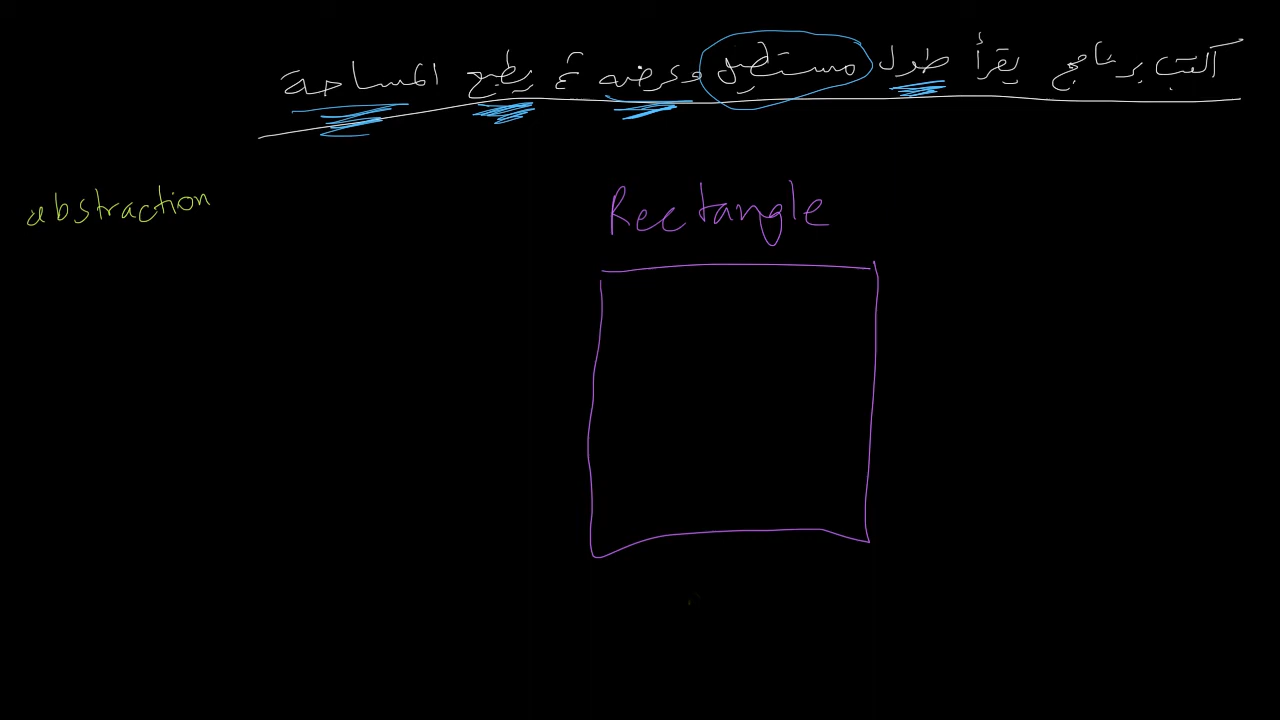 اكتب برنامج يقرأ طول مستطيل وعرضه ثم يطبع المساحة
abstraction
Rectangle